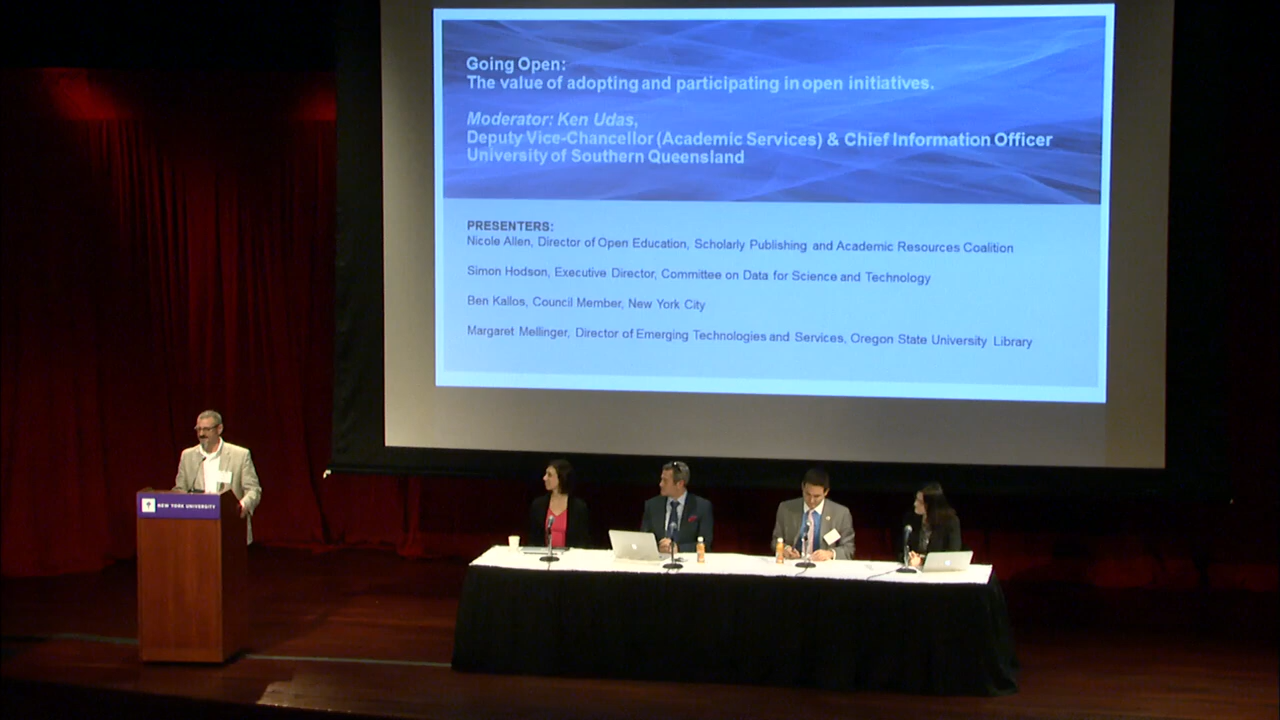 Going Open:
The value of adopting and participating in open initiatives.
Moderator: Ken Udas,
Deputy Vice-Chancellor (Academic Services) & Chief Information Officer
University of Southern Queensland
PRESENTERS:
Nicole Allen, Director of Open Education, Scholarly Publishing and Academic Resources Coalition
Simon Hodson, Executive Director, Committee on Data for Science and Technology
Ben Kallos, Council Member, New York City
Margaret Mellinger, Director of Emerging Technologies and Services, Oregon State University Library
NEW YORK UNIVERSITY